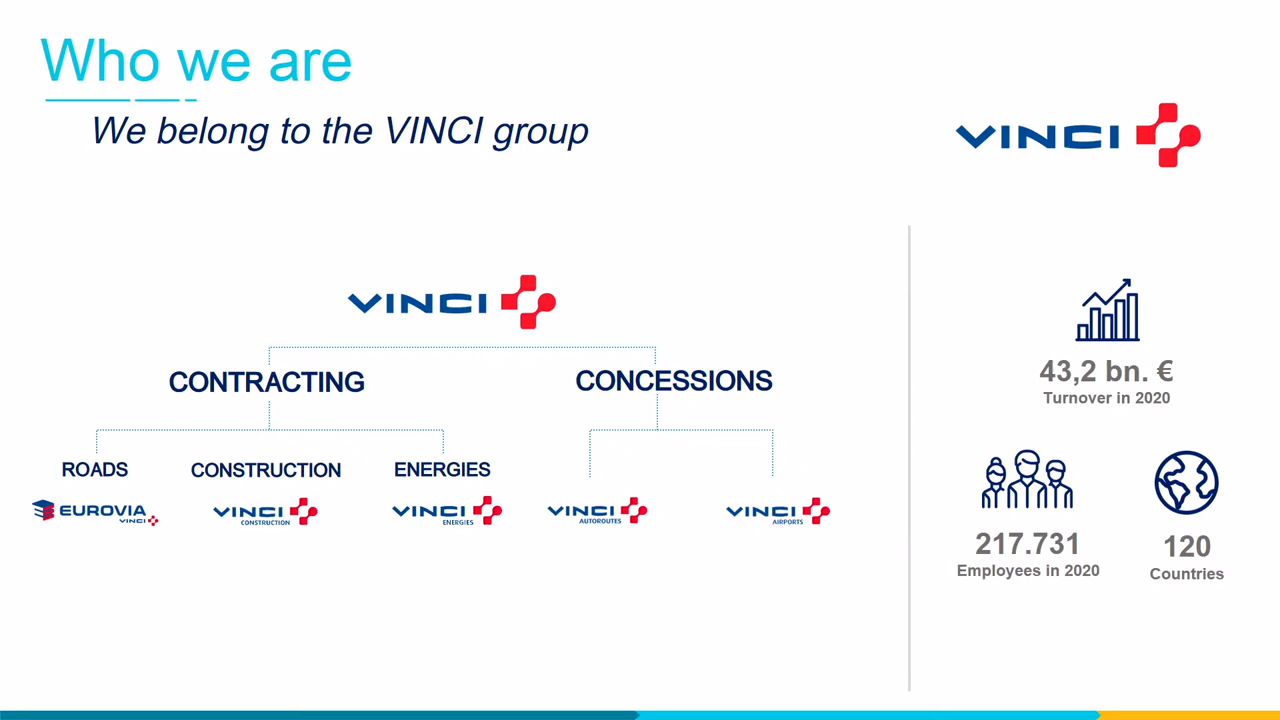 Who we are
We belong to the VINCI group
VINCI
VINCI
CONTRACTING
CONCESSIONS
ROADS
CONSTRUCTION
ENERGIES
EUROVIA
VINCI
VINCI
CONSTRUCTION
VINCI
ENERGIES
VINCI
AUTOROUTES
VINCI
AIRPORTS
43,2 bn. €
Turnover in 2020
217.731
Employees in 2020
120
Countries